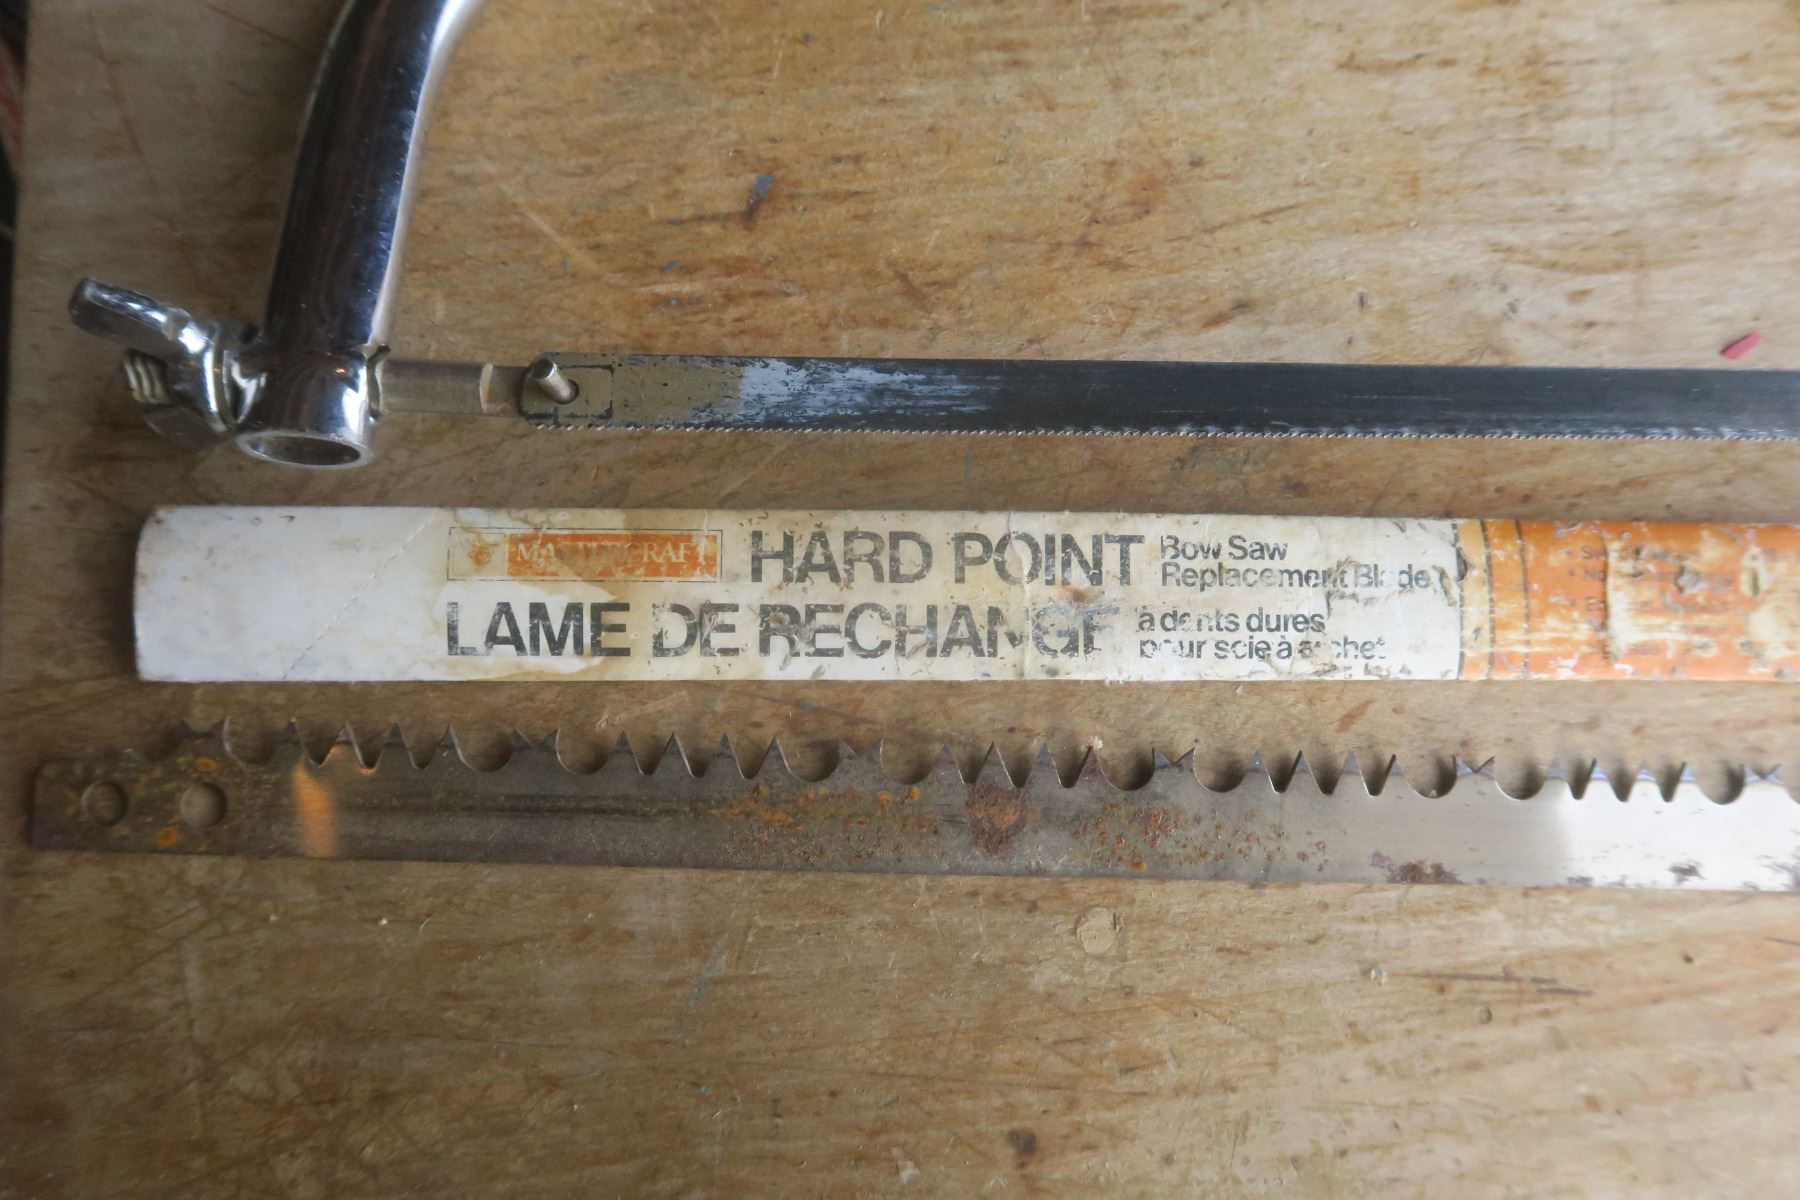 MASTERCRAFT
HARD POINT
Bow Saw
Replacement Blade
LAME DE RECHANGE
à dents dures
pour scie à archet